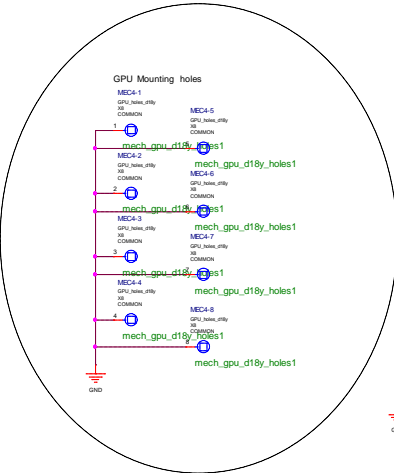 GPU Mounting holes
MEC4-1
GPU_holes_d18y
X8
COMMON
1
mech_gpu_d18y_holes1
MEC4-5
GPU_holes_d18y
X8
COMMON
5
mech_gpu_d18y_holes1
MEC4-2
GPU_holes_d18y
X8
COMMON
2
mech_gpu_d18y_holes1
MEC4-6
GPU_holes_d18y
X8
COMMON
6
mech_gpu_d18y_holes1
MEC4-3
GPU_holes_d18y
X8
COMMON
3
mech_gpu_d18y_holes1
MEC4-7
GPU_holes_d18y
X8
COMMON
7
mech_gpu_d18y_holes1
MEC4-4
GPU_holes_d18y
X8
COMMON
4
mech_gpu_d18y_holes1
MEC4-8
GPU_holes_d18y
X8
COMMON
8
mech_gpu_d18y_holes1
GND